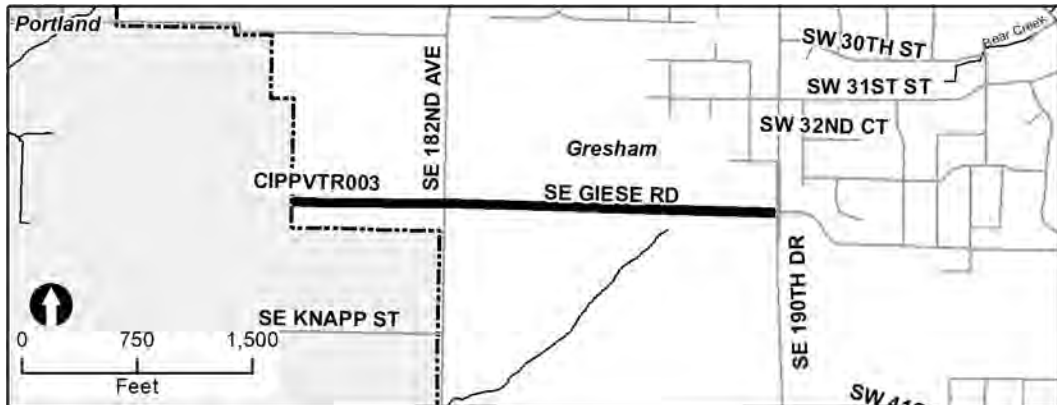 Portland
SW 30TH ST
Bear Creek
SW 31ST ST
SE 182ND AVE
SW 32ND CT
Gresham
CIPPVTR003
SE GIESE RD
SE 190TH DR
SE KNAPP ST
0 750 1,500
Feet